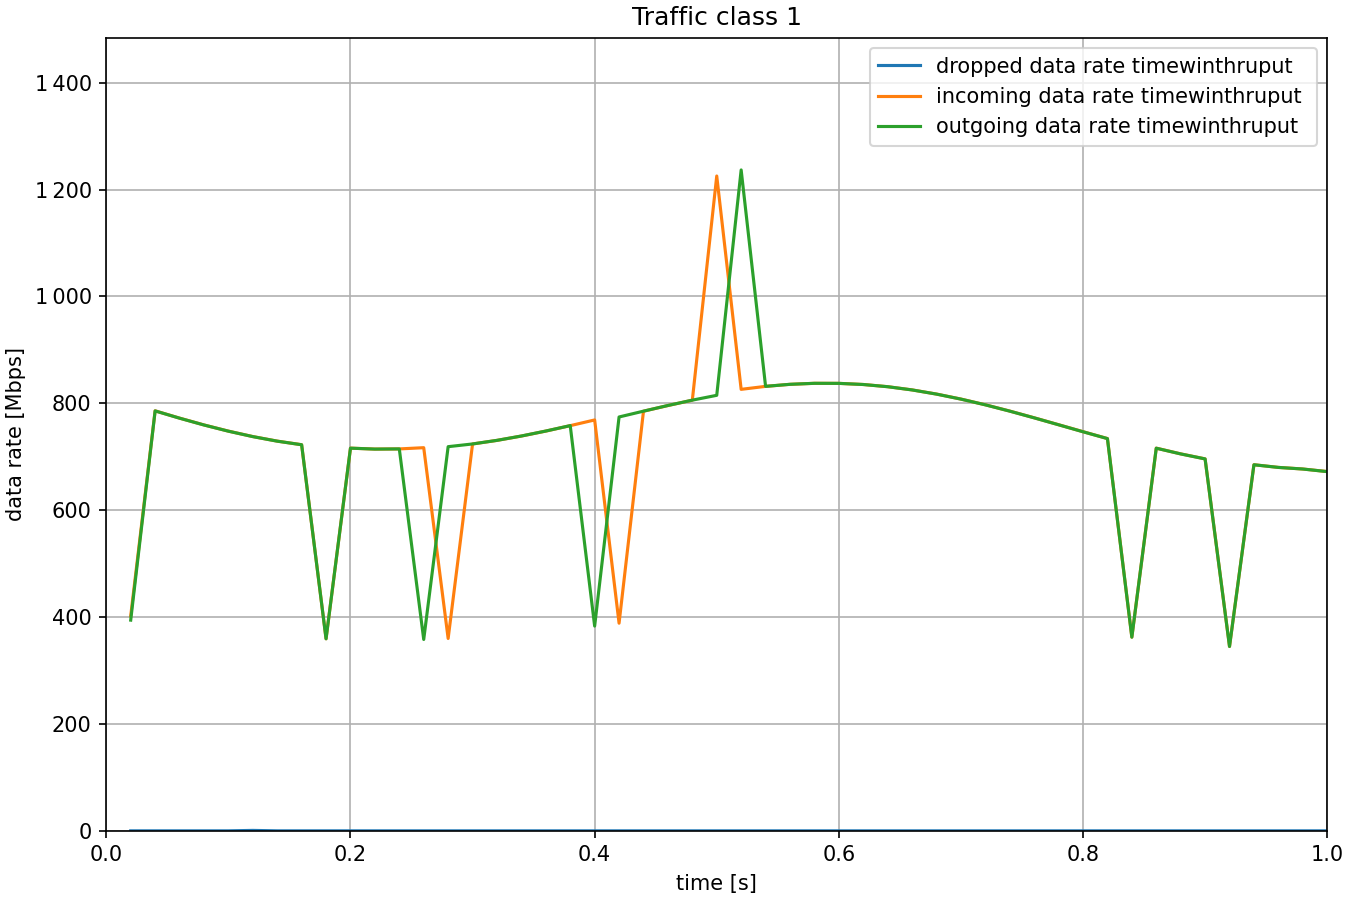 Traffic class 1
dropped data rate timewinthruput
incoming data rate timewinthruput
outgoing data rate timewinthruput
data rate [Mbps]
1 400
1 200
1 000
800
600
400
200
0
0.0 0.2 0.4 0.6 0.8 1.0
time [s]